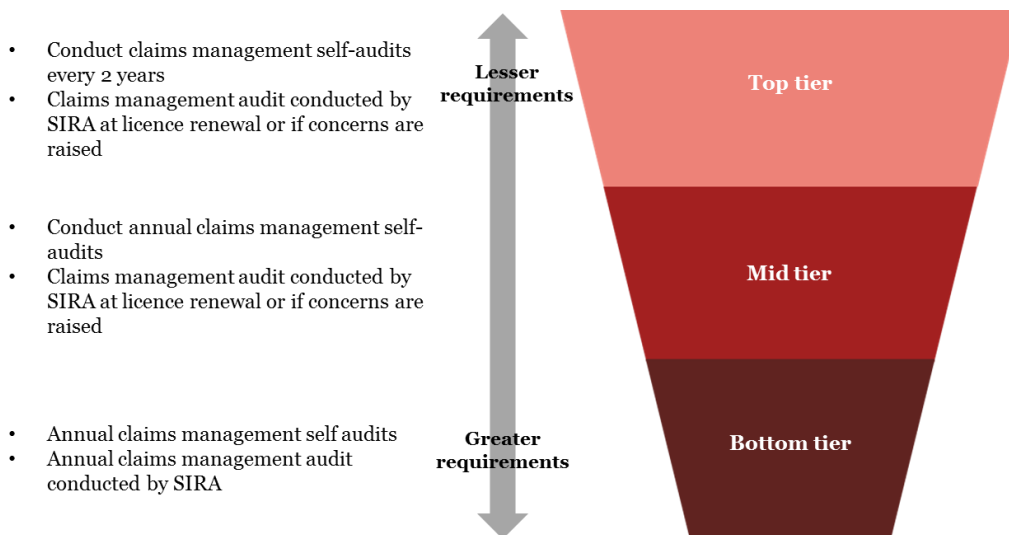 • Conduct claims management self-audits
every 2 years
• Claims management audit conducted by
SIRA at licence renewal or if concerns are
raised
Lesser
requirements
Top tier
• Conduct annual claims management self-
audits
• Claims management audit conducted by
SIRA at licence renewal or if concerns are
raised
Mid tier
• Annual claims management self audits
• Annual claims management audit
conducted by SIRA
Greater
requirements
Bottom tier